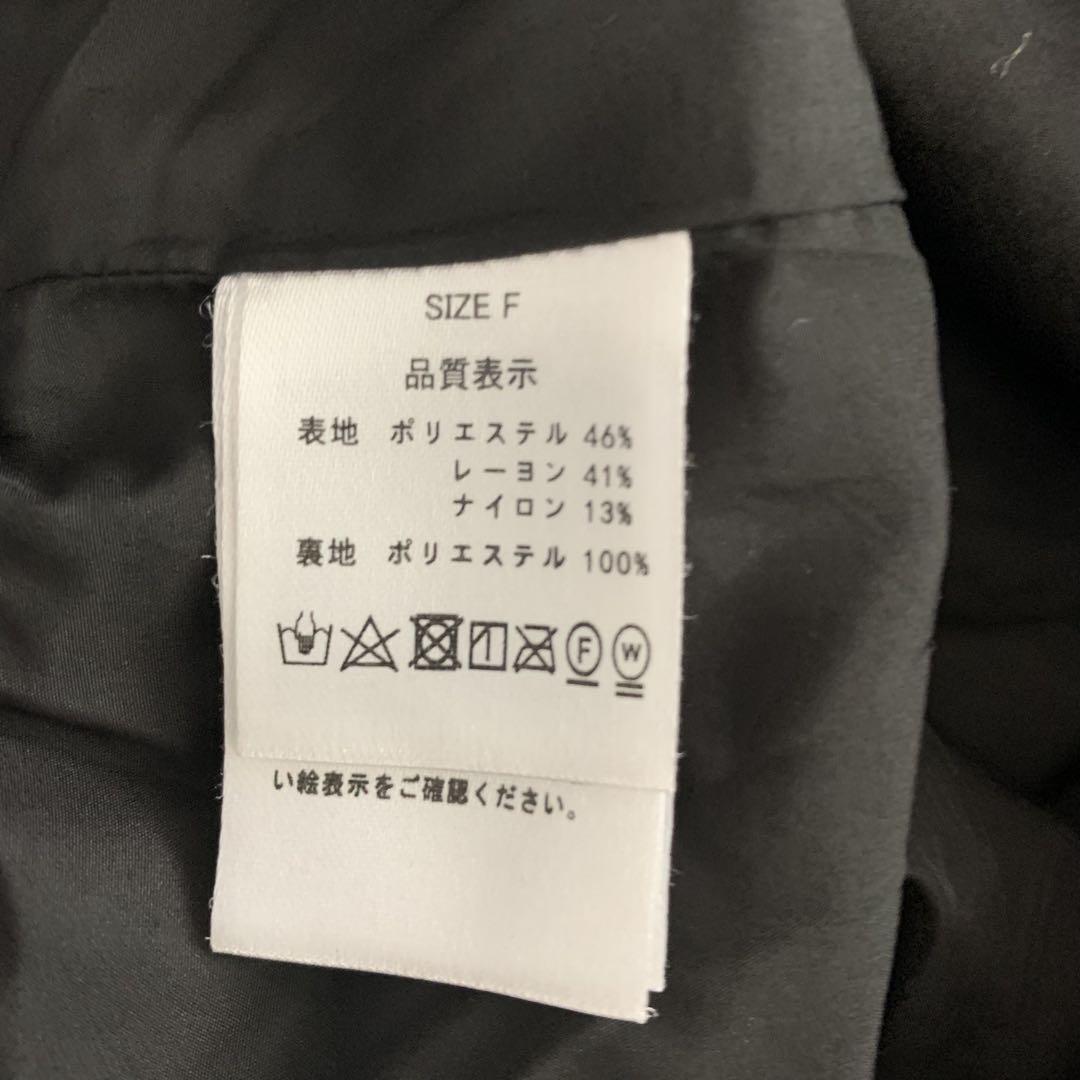 SIZE F
品質表示
表地 ポリエステル 46%
レーヨン 41%
ナイロン 13%
裏地 ポリエステル 100%
F W
い絵表示をご確認ください。